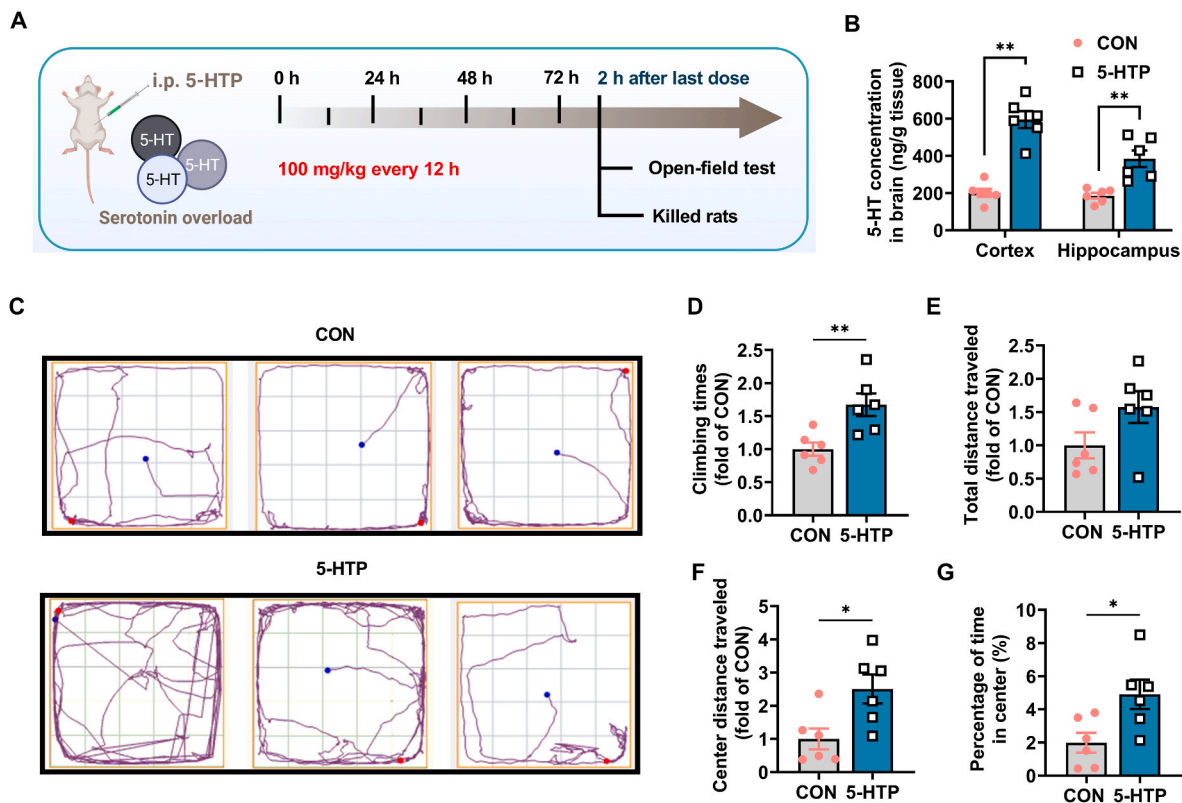 A
i.p. 5-HTP
5-HT
5-HT
5-HT
Serotonin overload
0 h
24 h
48 h
72 h
2 h after last dose
100 mg/kg every 12 h
Open-field test
Killed rats
B
CON
5-HTP
**
**
5-HT concentration
in brain (ng/g tissue)
800
600
400
200
0
Cortex
Hippocampus
C
CON
5-HTP
D
**
Climbing times
(fold of CON)
2.5
2.0
1.5
1.0
0.5
0.0
CON 5-HTP
E
Total distance traveled
(fold of CON)
2.5
2.0
1.5
1.0
0.5
0.0
CON 5-HTP
F
*
Center distance traveled
(fold of CON)
5
4
3
2
1
0
CON 5-HTP
G
*
Percentage of time
in center (%)
10
8
6
4
2
0
CON 5-HTP